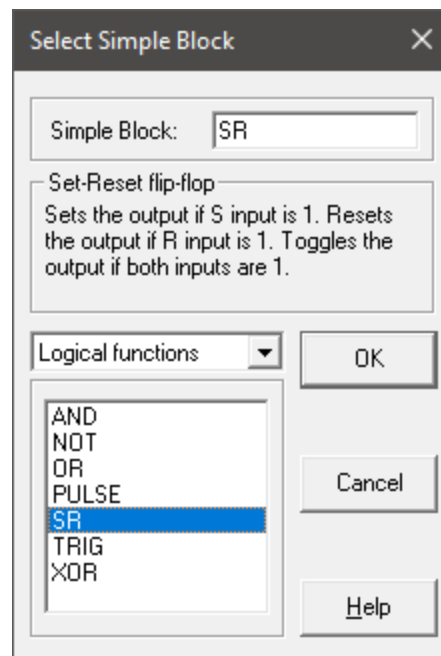 Select Simple Block
Simple Block: SR
Set-Reset flip-flop
Sets the output if S input is 1. Resets
the output if R input is 1. Toggles the
output if both inputs are 1.
Logical functions
OK
AND
NOT
OR
PULSE
SR
TRIG
XOR
Cancel
Help